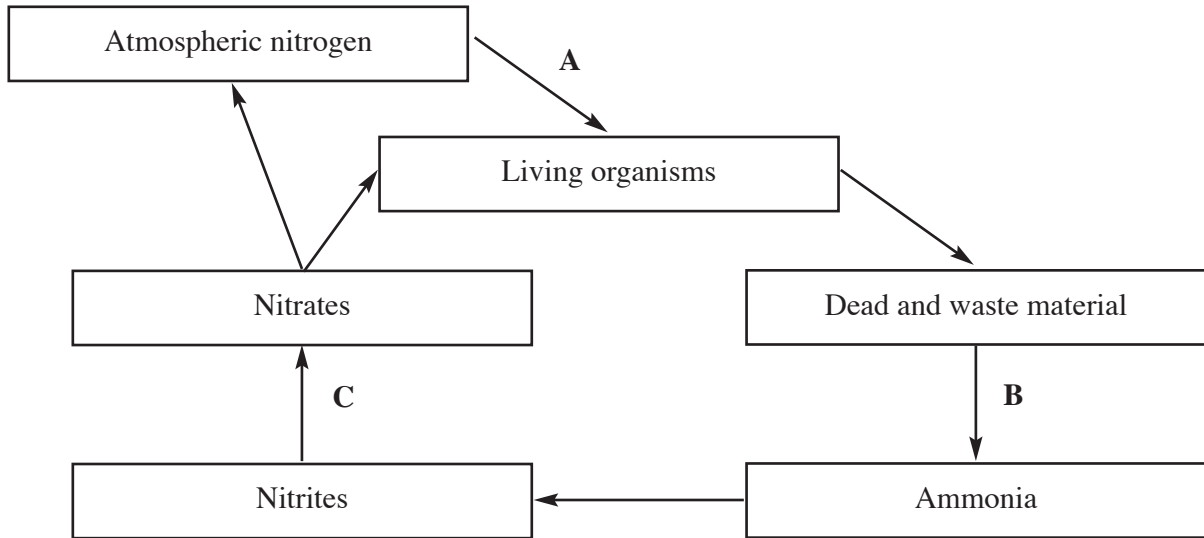 Atmospheric nitrogen
A
Living organisms
Nitrates
Dead and waste material
C
B
Nitrites
Ammonia